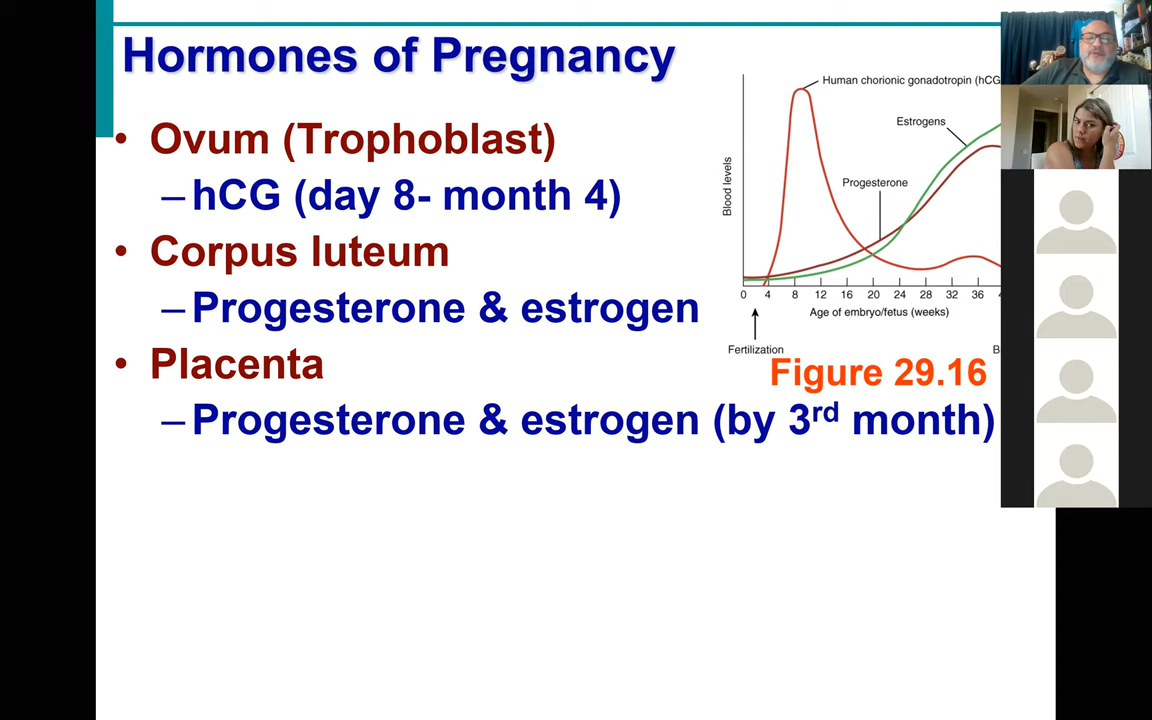 Hormones of Pregnancy
• Ovum (Trophoblast)
–hCG (day 8- month 4)
• Corpus luteum
–Progesterone & estrogen
• Placenta
–Progesterone & estrogen (by 3rd month)
Human chorionic gonadotropin (hCG
Estrogens
Progesterone
Blood levels
0 4 8 12 16 20 24 28 32 36
Age of embryo/fetus (weeks)
Fertilization
Figure 29.16